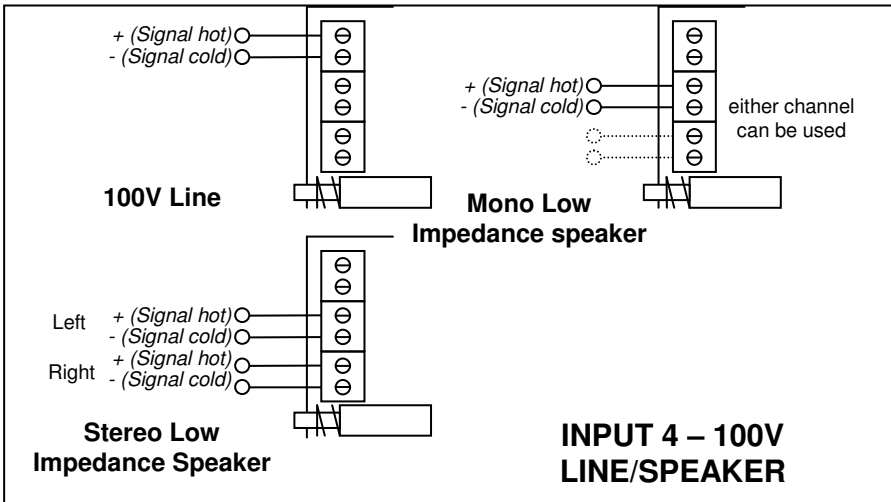 + (Signal hot)
- (Signal cold)
100V Line
+ (Signal hot)
- (Signal cold)
either channel
can be used
Mono Low
Impedance speaker
Left
+ (Signal hot)
- (Signal cold)
Right
+ (Signal hot)
- (Signal cold)
Stereo Low
Impedance Speaker
INPUT 4 – 100V
LINE/SPEAKER